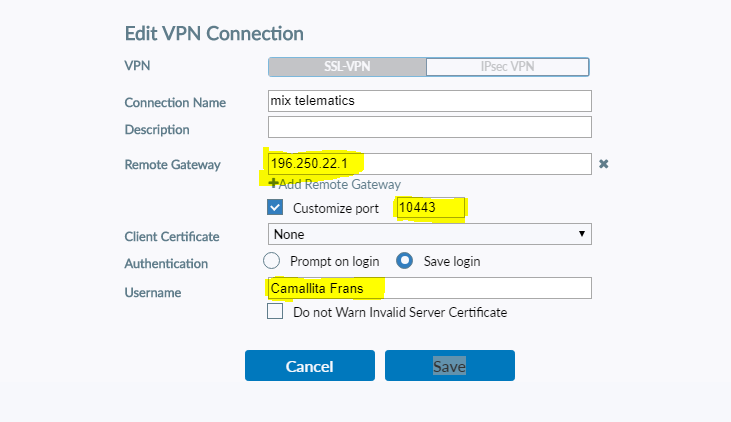 Edit VPN Connection
VPN SSL-VPN IPsec VPN
Connection Name mix telematics
Description
Remote Gateway 196.250.22.1 ✖
+Add Remote Gateway
Customize port 10443
Client Certificate None ▼
Authentication Prompt on login Save login
Username Camallita Frans
Do not Warn Invalid Server Certificate
Cancel Save